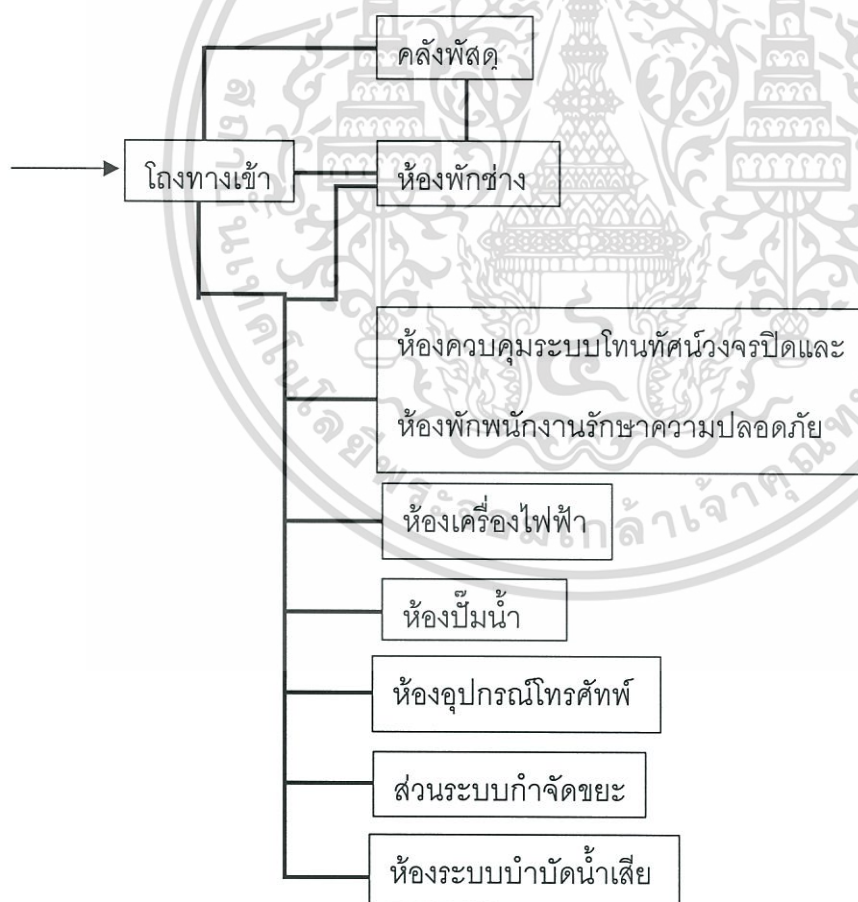 คลังพัสดุ
โถงทางเข้า
ห้องพักช่าง
ห้องควบคุมระบบโทนทัศน์วงจรปิดและ
ห้องพักพนักงานรักษาความปลอดภัย
ห้องเครื่องไฟฟ้า
ห้องปั๊มน้ำ
ห้องอุปกรณ์โทรศัทพ์
ส่วนระบบกำจัดขยะ
ห้องระบบบำบัดน้ำเสีย